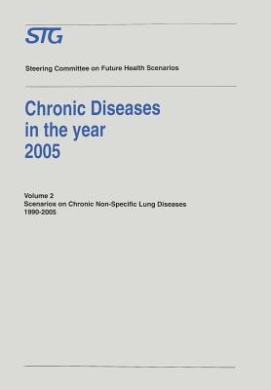 STG
Steering Committee on Future Health Scenarios
Chronic Diseases
in the year
2005
Volume 2
Scenarios on Chronic Non-Specific Lung Diseases
1990-2005